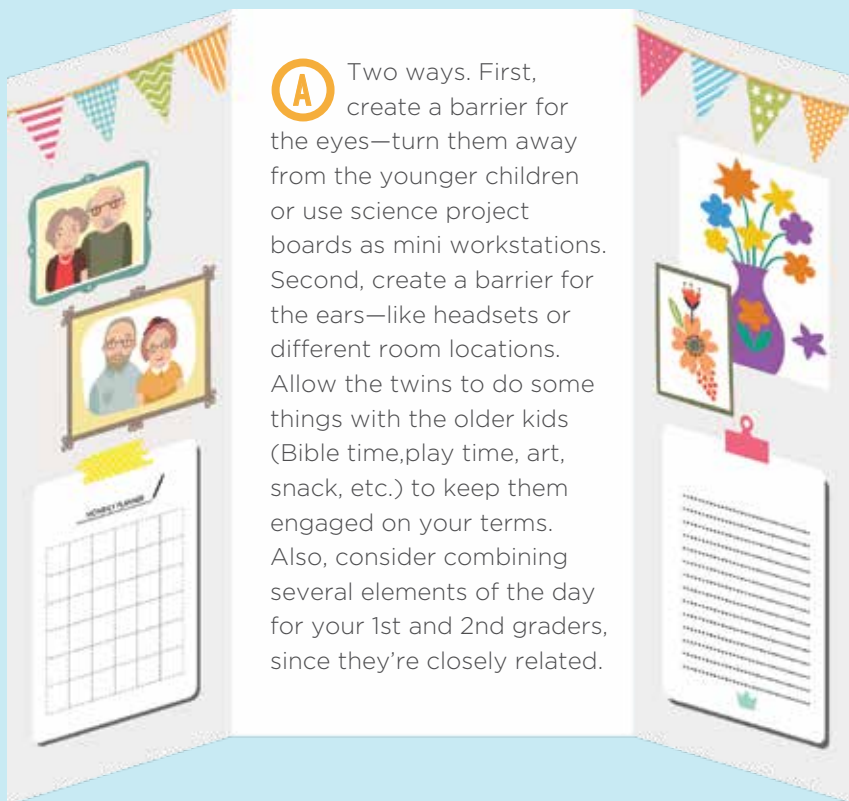 A Two ways. First,
create a barrier for
the eyes—turn them away
from the younger children
or use science project
boards as mini workstations.
Second, create a barrier for
the ears—like headsets or
different room locations.
Allow the twins to do some
things with the older kids
(Bible time,play time, art,
snack, etc.) to keep them
engaged on your terms.
Also, consider combining
several elements of the day
for your 1st and 2nd graders,
since they’re closely related.
MONTHLY PLANNER